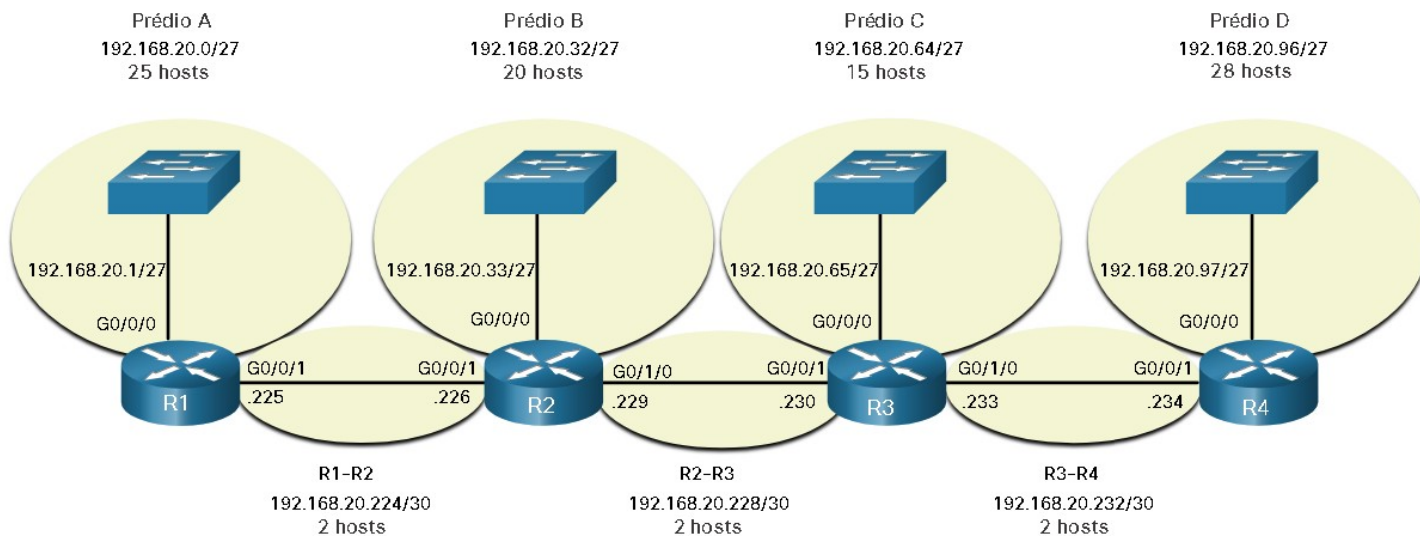 Prédio A
192.168.20.0/27
25 hosts
Prédio B
192.168.20.32/27
20 hosts
Prédio C
192.168.20.64/27
15 hosts
Prédio D
192.168.20.96/27
28 hosts
192.168.20.1/27
192.168.20.33/27
192.168.20.65/27
192.168.20.97/27
G0/0/0
G0/0/0
G0/0/0
G0/0/0
G0/0/1
G0/0/1
G0/1/0
G0/0/1
G0/1/0
G0/0/1
R1
.225
.226
R2
.229
.230
R3
.233
.234
R4
R1-R2
192.168.20.224/30
2 hosts
R2-R3
192.168.20.228/30
2 hosts
R3-R4
192.168.20.232/30
2 hosts